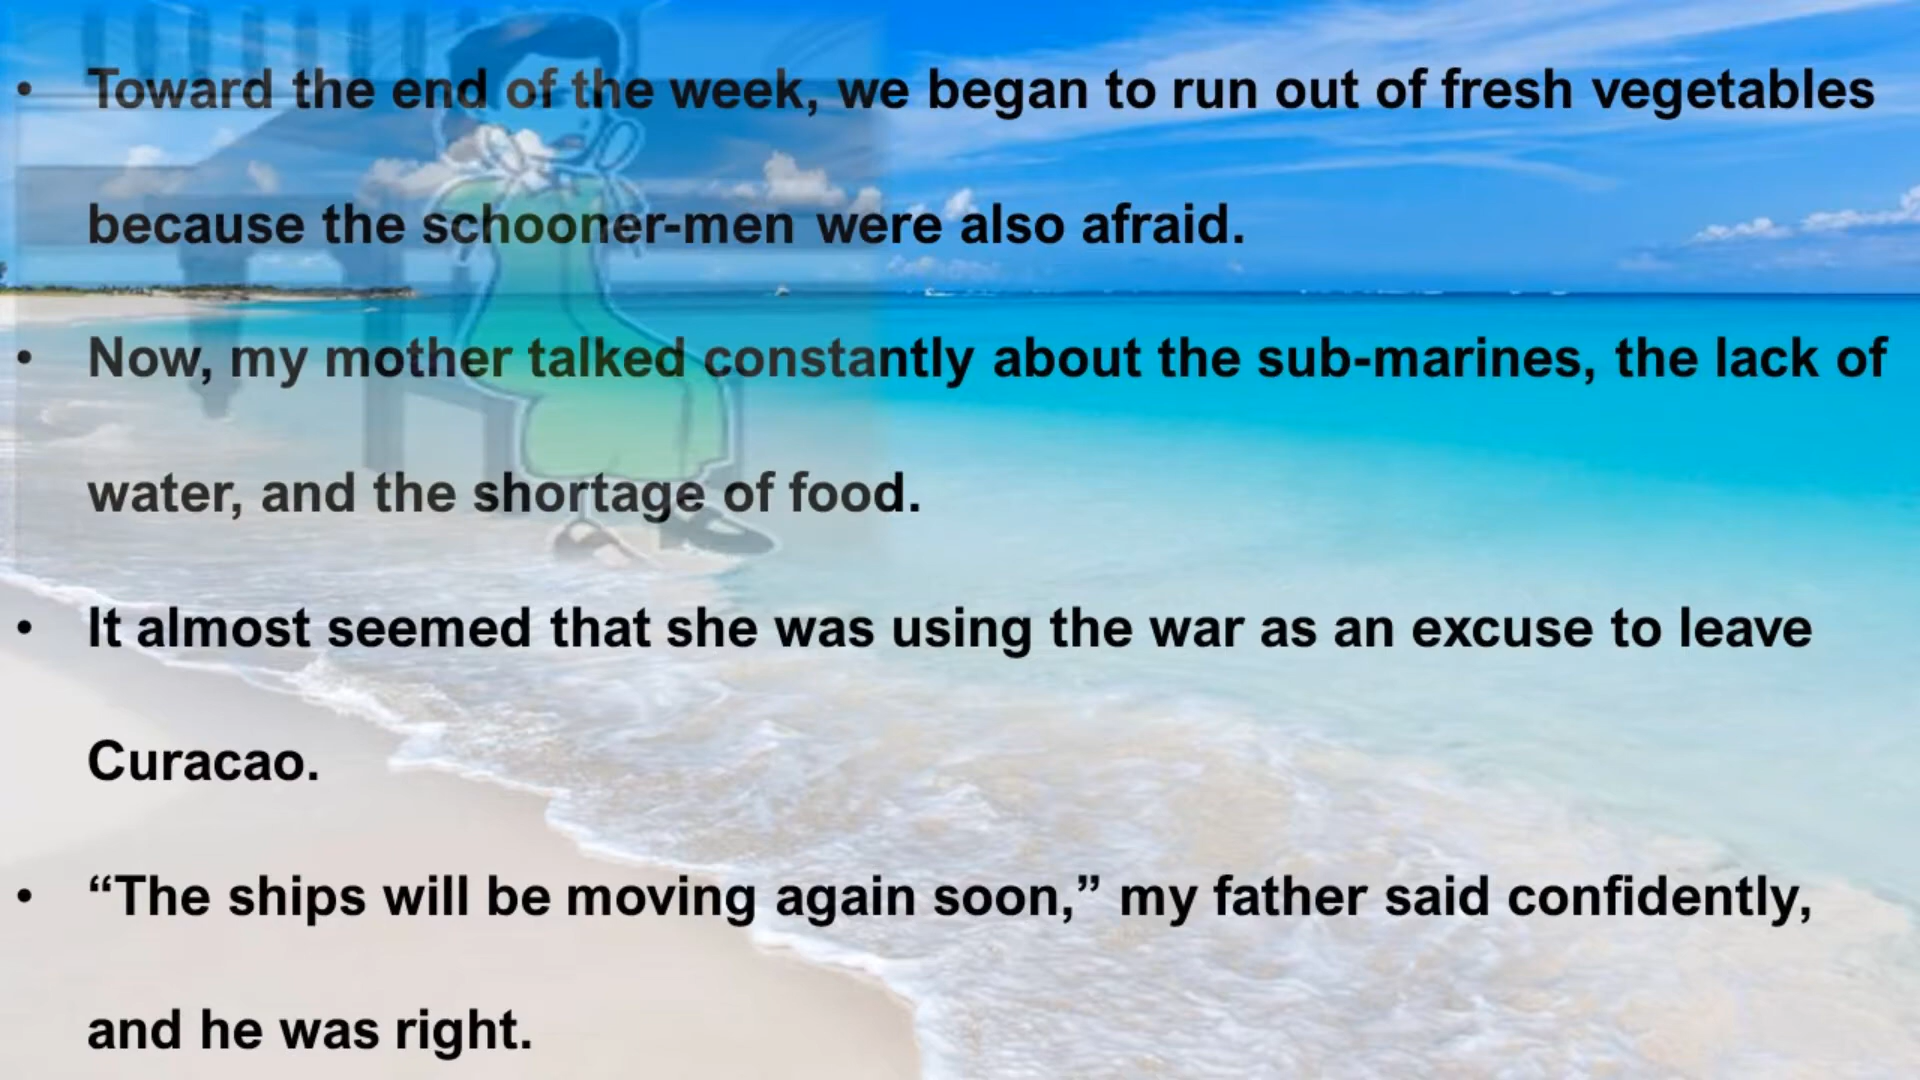 • Toward the end of the week, we began to run out of fresh vegetables
because the schooner-men were also afraid.
• Now, my mother talked constantly about the sub-marines, the lack of
water, and the shortage of food.
• It almost seemed that she was using the war as an excuse to leave
Curacao.
• “The ships will be moving again soon,” my father said confidently,
and he was right.